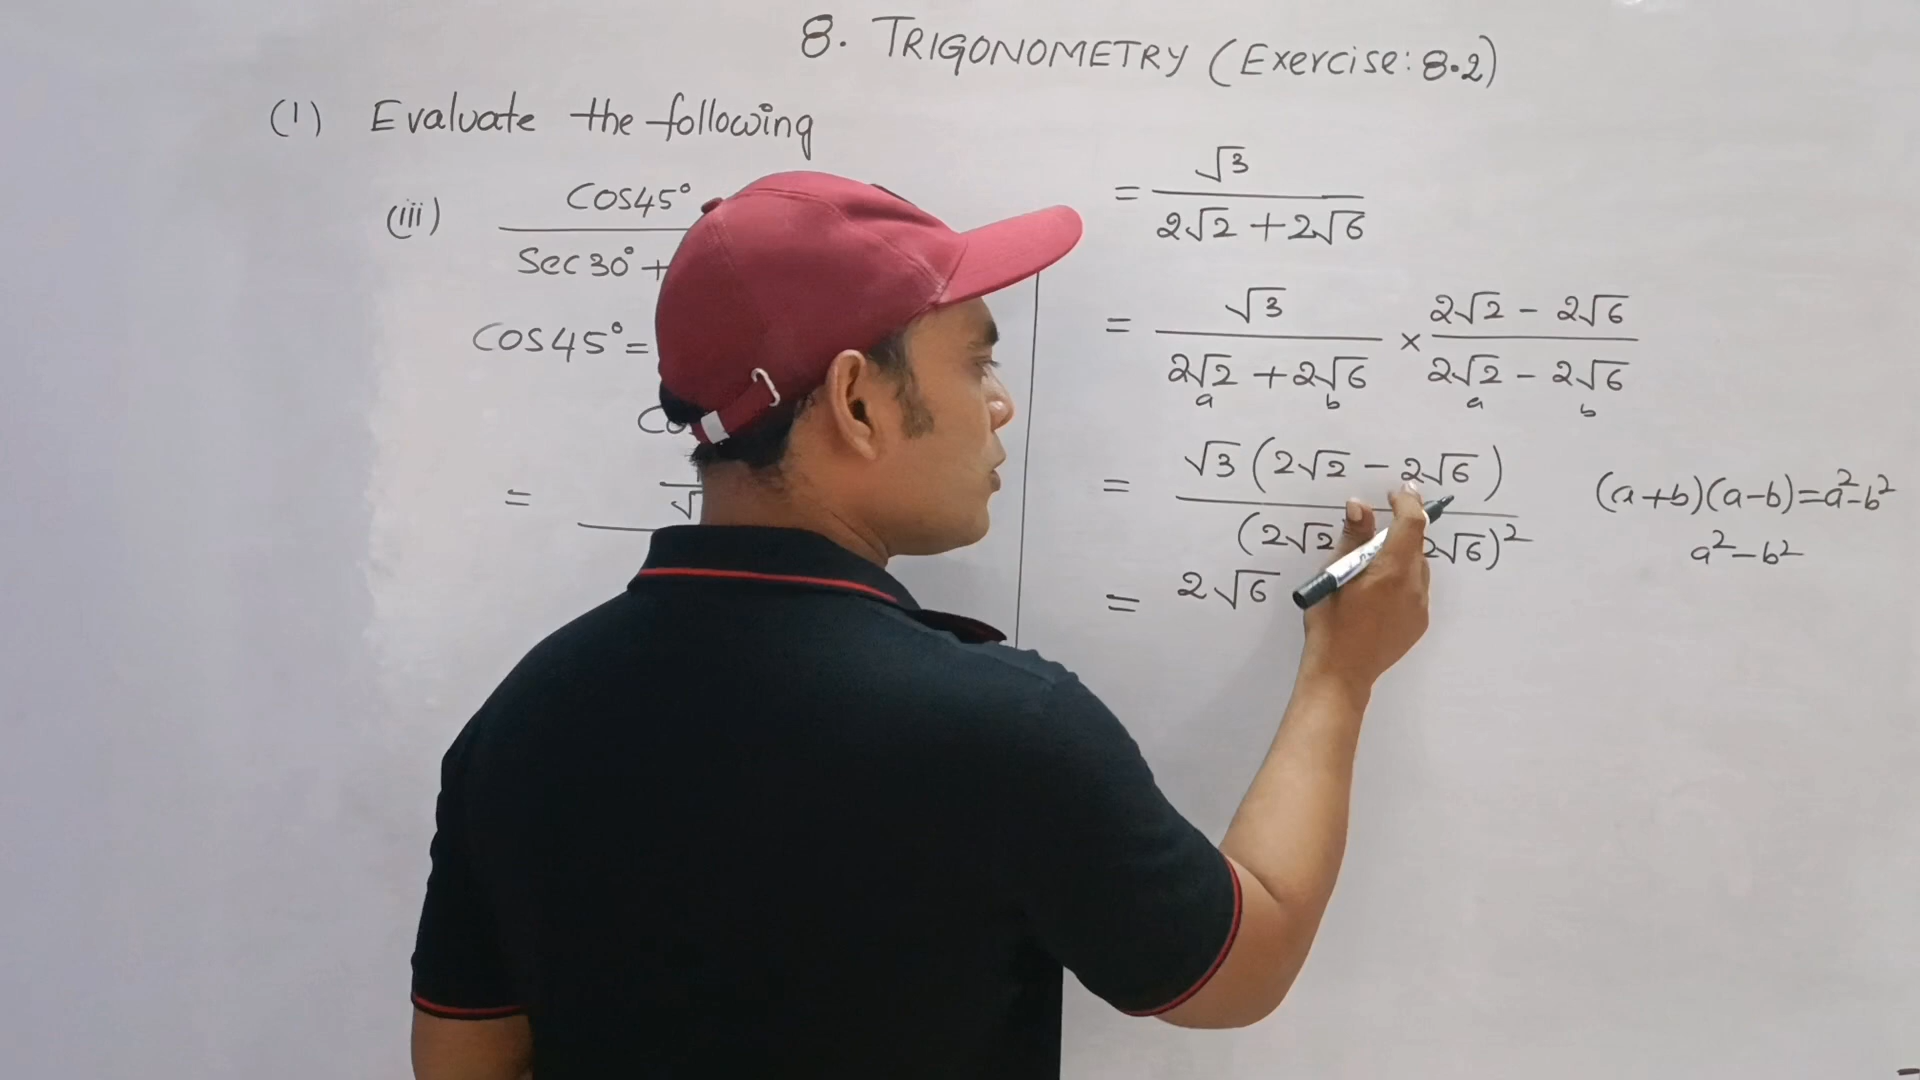 8. TRIGONOMETRY (Exercise: 8.2)
(1) Evaluate the following
(iii) Cos45°
Sec30° +
Cos45° =
=
= √3
2√2 + 2√6
= √3 × 2√2 - 2√6
2√2 + 2√6 2√2 - 2√6
a b a b
= √3 (2√2 - 2√6)
(2√2 2√6)²
(a+b)(a-b)=a²-b²
a²-b²
= 2√6